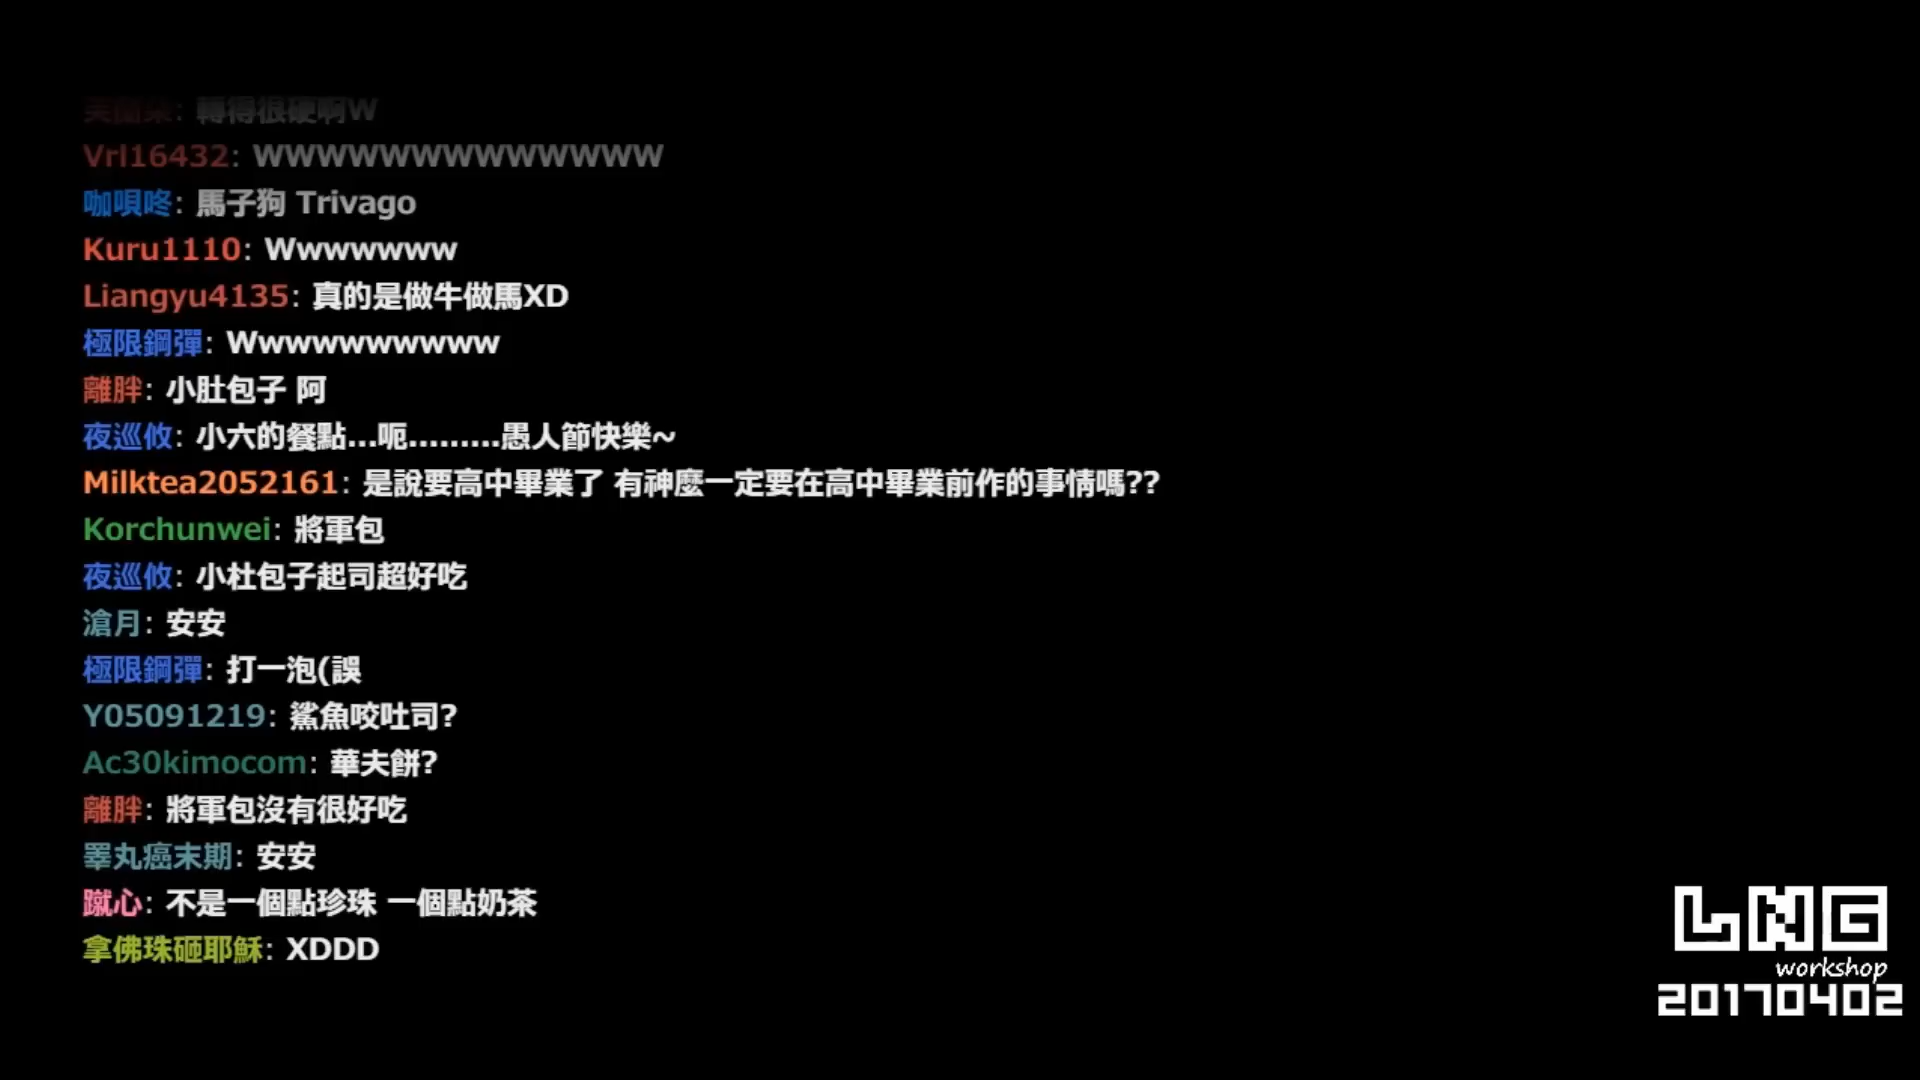 轉得很硬啊W
Vrl16432: WWWWWWWWWWWWW
咖唄咚: 馬子狗 Trivago
Kuru1110: Wwwwwww
Liangyu4135: 真的是做牛做馬XD
極限鋼彈: Wwwwwwwwww
離胖: 小肚包子 阿
夜巡攸: 小六的餐點...呃.........愚人節快樂~
Milktea2052161: 是說要高中畢業了 有神麼一定要在高中畢業前作的事情嗎??
Korchunwei: 將軍包
夜巡攸: 小杜包子起司超好吃
滄月: 安安
極限鋼彈: 打一泡(誤
Y05091219: 鯊魚咬吐司?
Ac30kimocom: 華夫餅?
離胖: 將軍包沒有很好吃
睪丸癌末期: 安安
蹴心: 不是一個點珍珠 一個點奶茶
拿佛珠砸耶穌: XDDD
LNG
workshop
20170402